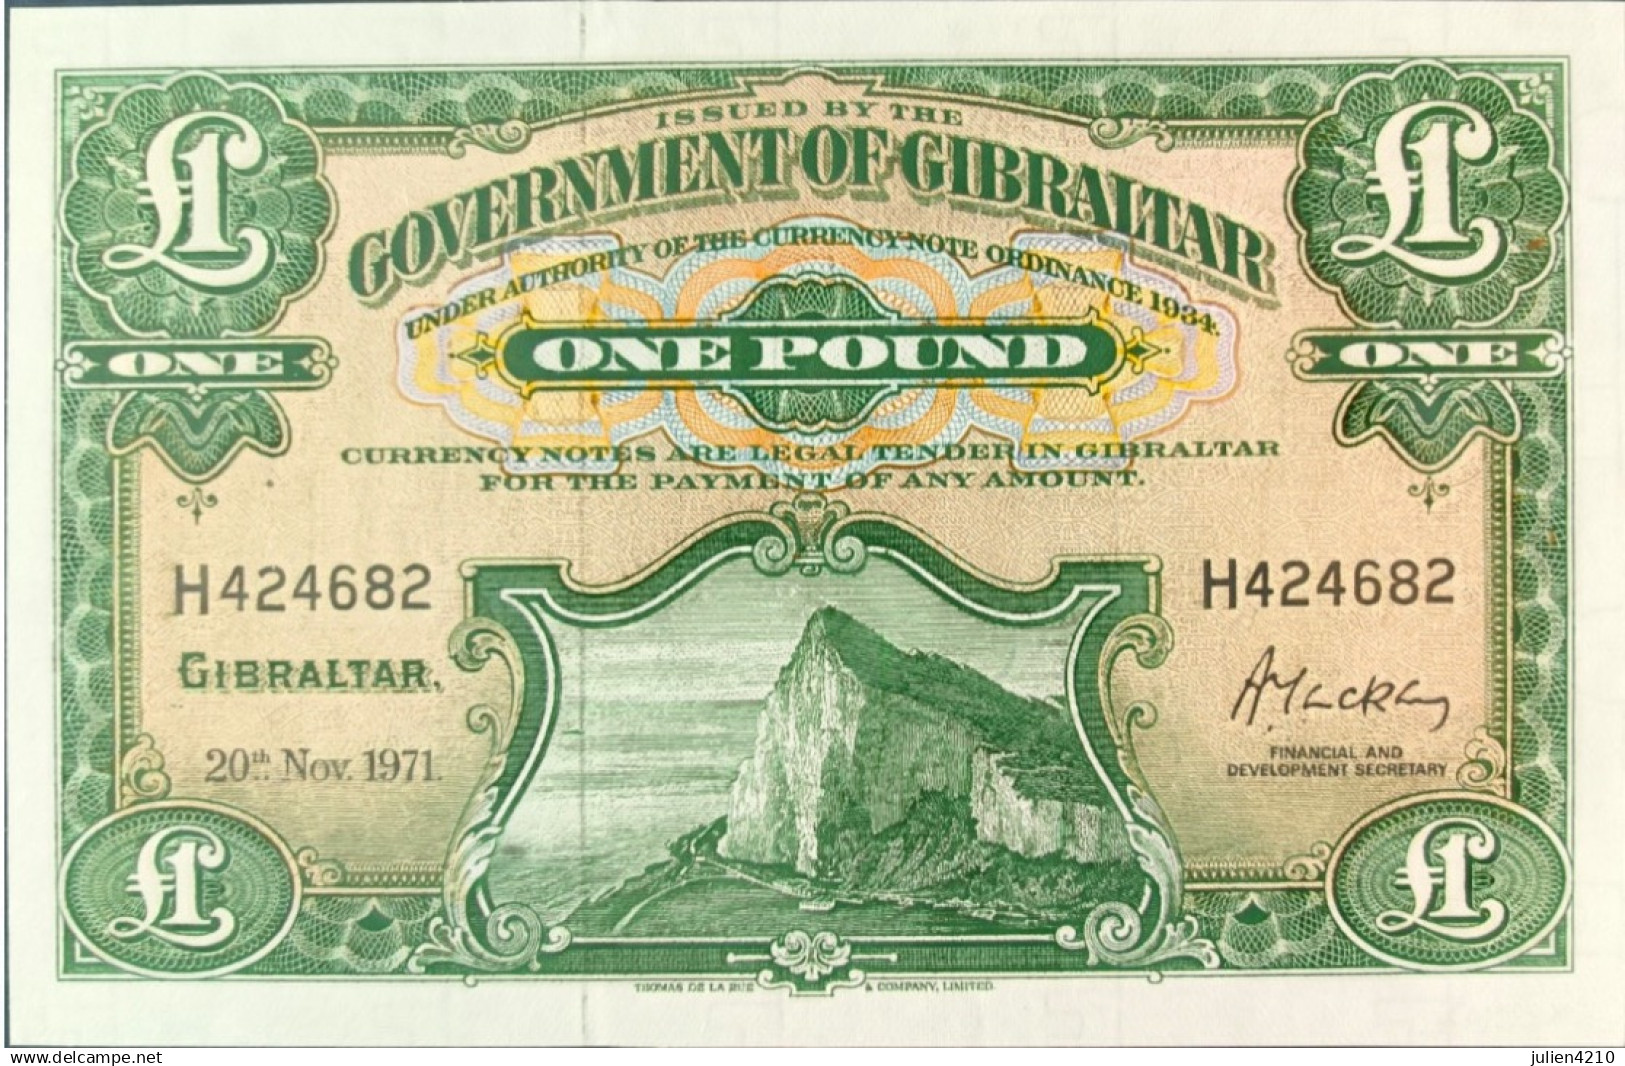 £1
£1
ISSUED BY THE
GOVERNMENT OF GIBRALTAR
UNDER AUTHORITY OF THE CURRENCY NOTE ORDINANCE 1934.
ONE
ONE POUND
ONE
CURRENCY NOTES ARE LEGAL TENDER IN GIBRALTAR
FOR THE PAYMENT OF ANY AMOUNT.
H424682
H424682
GIBRALTAR,
20th Nov. 1971.
FINANCIAL AND
DEVELOPMENT SECRETARY
£1
£1
THOMAS DE LA RUE & COMPANY, LIMITED.
www.delcampe.net
julien4210